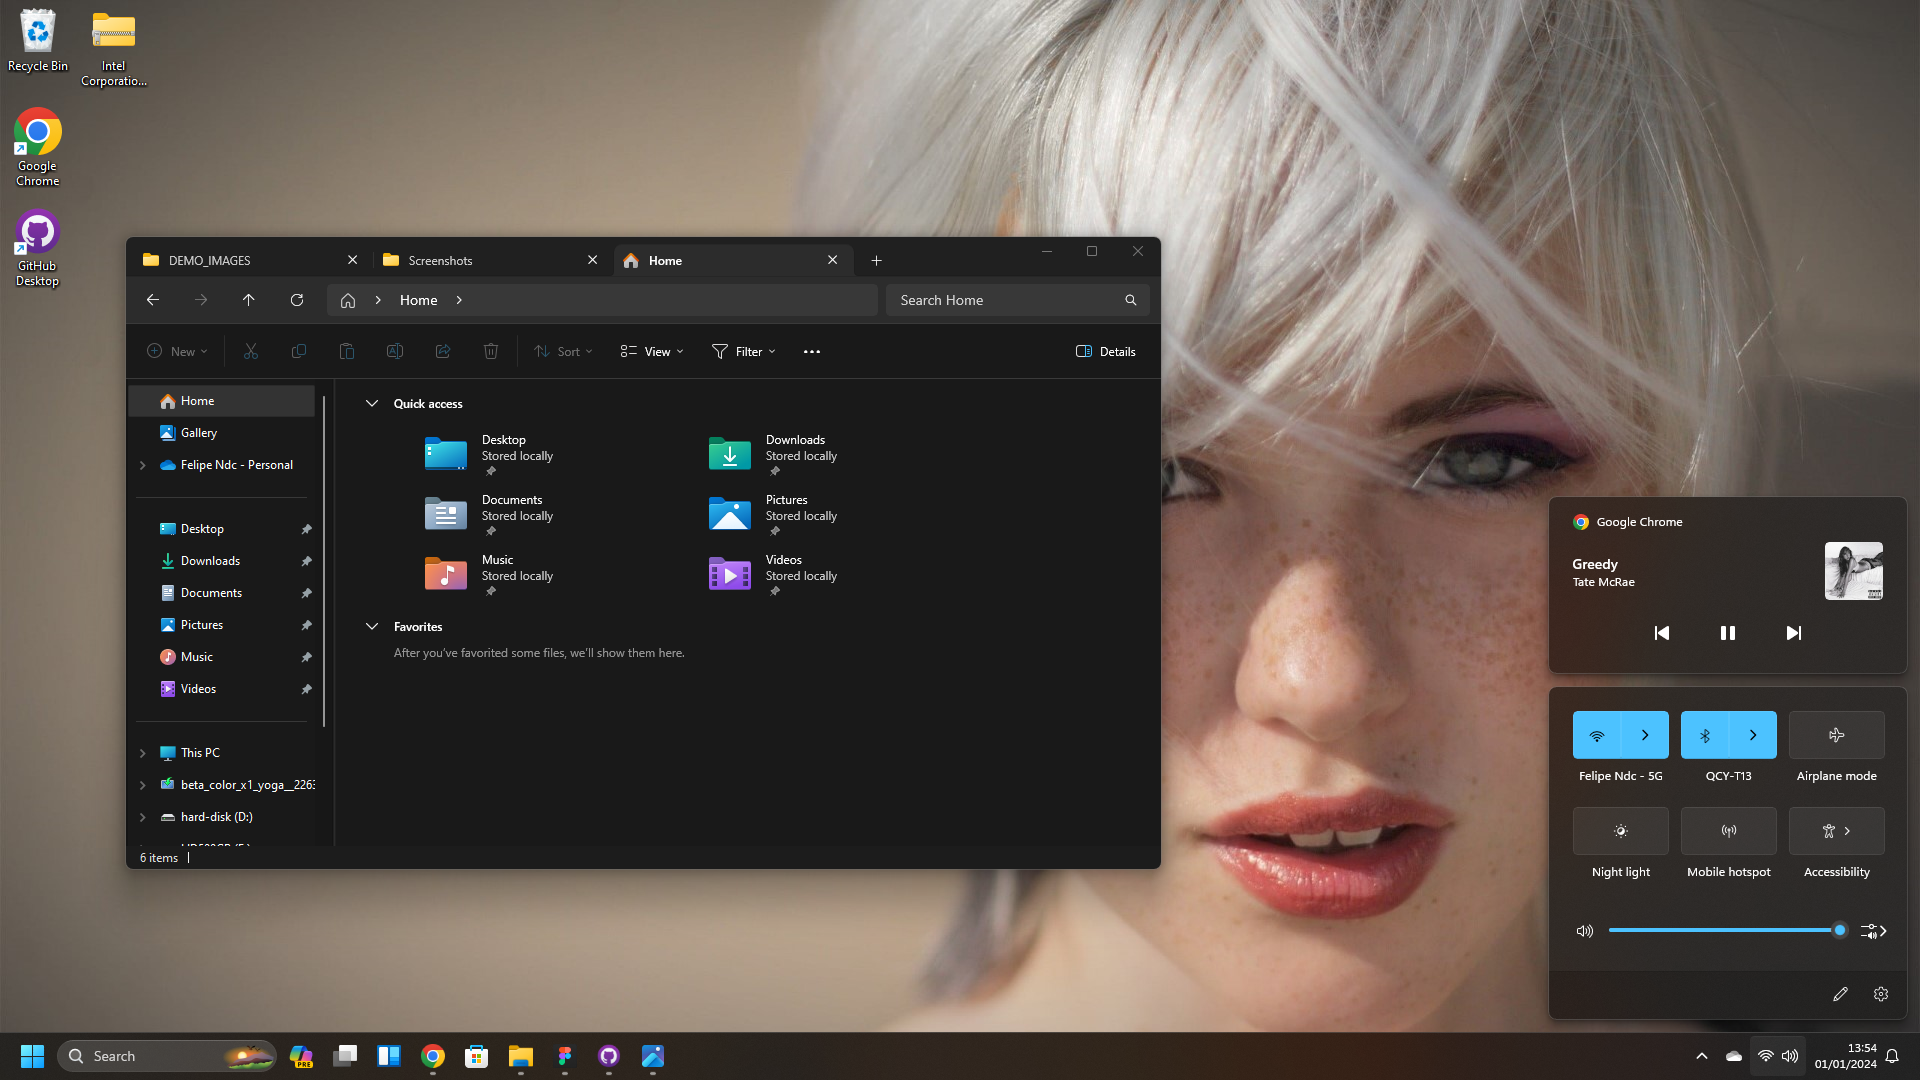 Recycle Bin
Intel
Corporatio...
Google
Chrome
GitHub
Desktop
DEMO_IMAGES
Screenshots
Home
Home
Search Home
New
Sort
View
Filter
Details
Home
Gallery
Felipe Ndc - Personal
Desktop
Downloads
Documents
Pictures
Music
Videos
This PC
beta_color_x1_yoga__2263
hard-disk (D:)
6 items
Quick access
Desktop
Stored locally
Downloads
Stored locally
Documents
Stored locally
Pictures
Stored locally
Music
Stored locally
Videos
Stored locally
Favorites
After you've favorited some files, we'll show them here.
Google Chrome
Greedy
Tate McRae
Felipe Ndc - 5G
QCY-T13
Airplane mode
Night light
Mobile hotspot
Accessibility
Search
PRE
13:54
01/01/2024